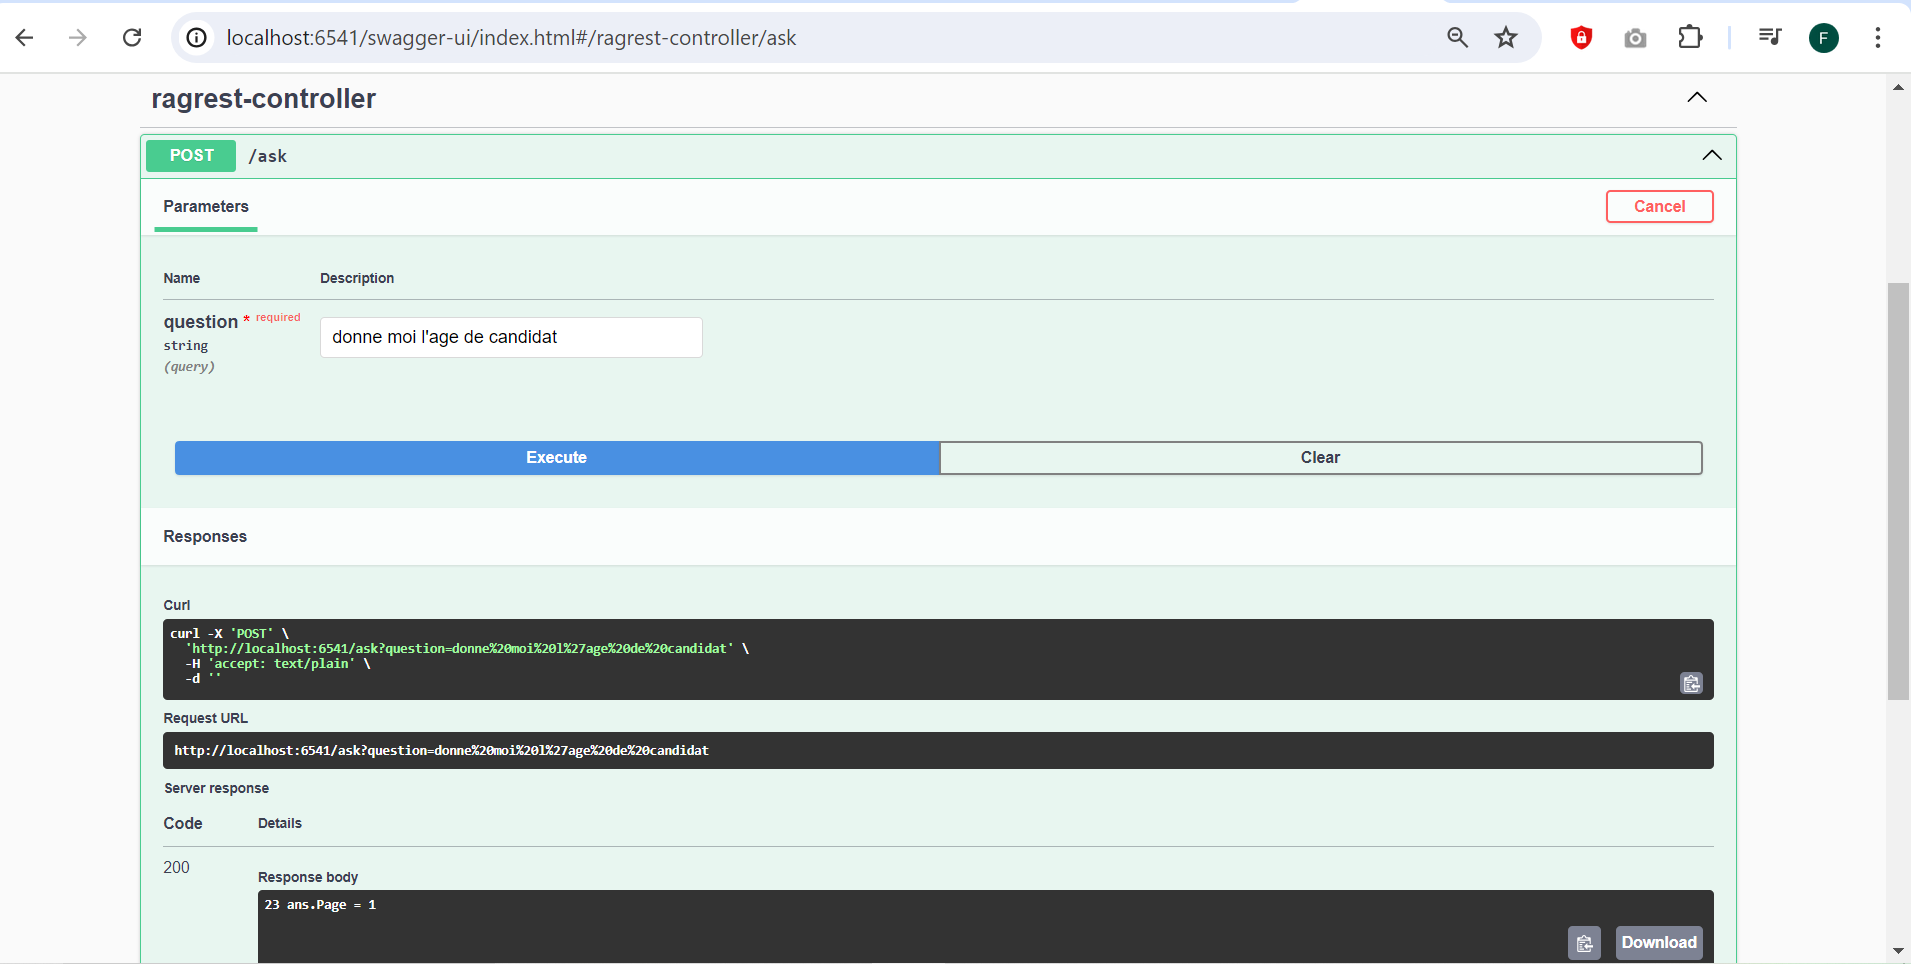 localhost:6541/swagger-ui/index.html#/ragrest-controller/ask
F
ragrest-controller
POST /ask
Parameters
Cancel
Name Description
question * required
string
(query)
donne moi l'age de candidat
Execute Clear
Responses
Curl
curl -X 'POST' \
'http://localhost:6541/ask?question=donne%20moi%20l%27age%20de%20candidat' \
-H 'accept: text/plain' \
-d ''
Request URL
http://localhost:6541/ask?question=donne%20moi%20l%27age%20de%20candidat
Server response
Code Details
200
Response body
23 ans.Page = 1
Download